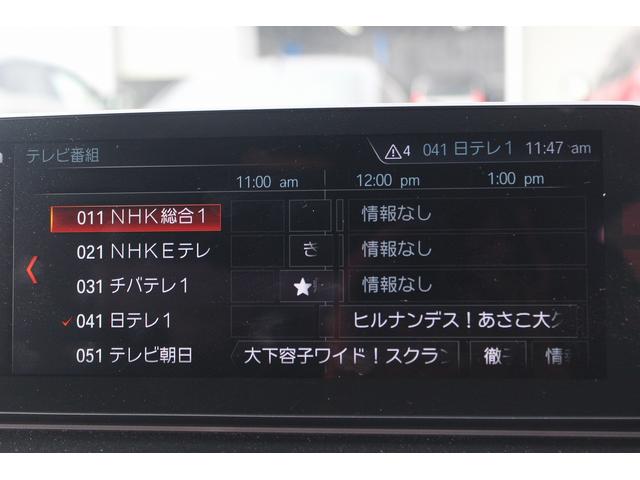 テレビ番組 4 041 日テレ1 11:47 am
11:00 am 12:00 pm 1:00 pm
011 NHK総合1 情報なし
021 NHKEテレ き 情報なし
031 チバテレ1 ★ 情報なし
✓041 日テレ1 ヒルナンデス!あさこ大
051 テレビ朝日 大下容子ワイド!スクラン 徹 情報